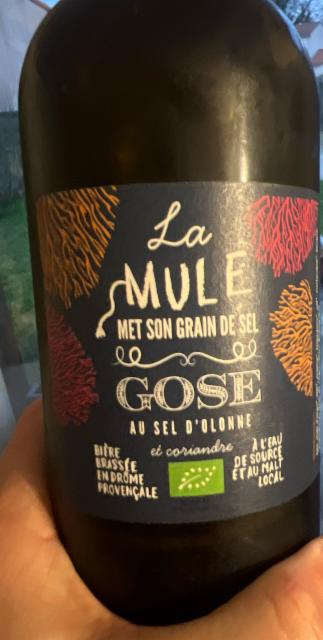 La
MULE
MET SON GRAIN DE SEL
GOSE
AU SEL D'OLONNE
et coriandre
BIÈRE
BRASSÉE
EN DRÔME
PROVENÇALE
À L'EAU
DE SOURCE
ET AU MALT
LOCAL